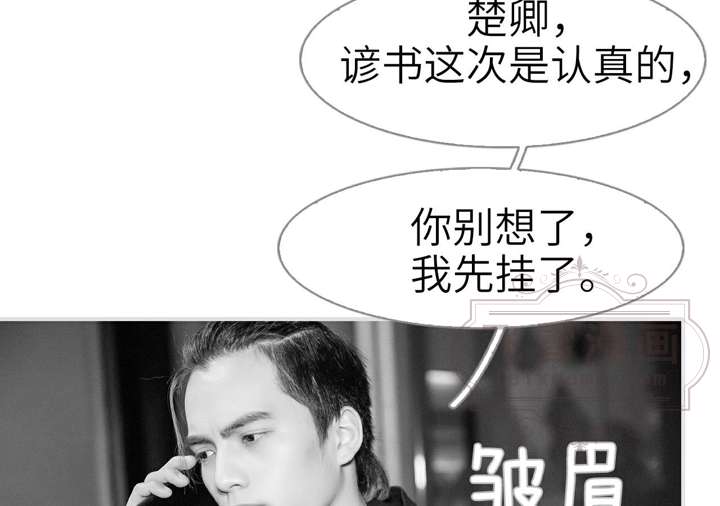 楚卿，
谚书这次是认真的，
你别想了，
我先挂了。
皱眉